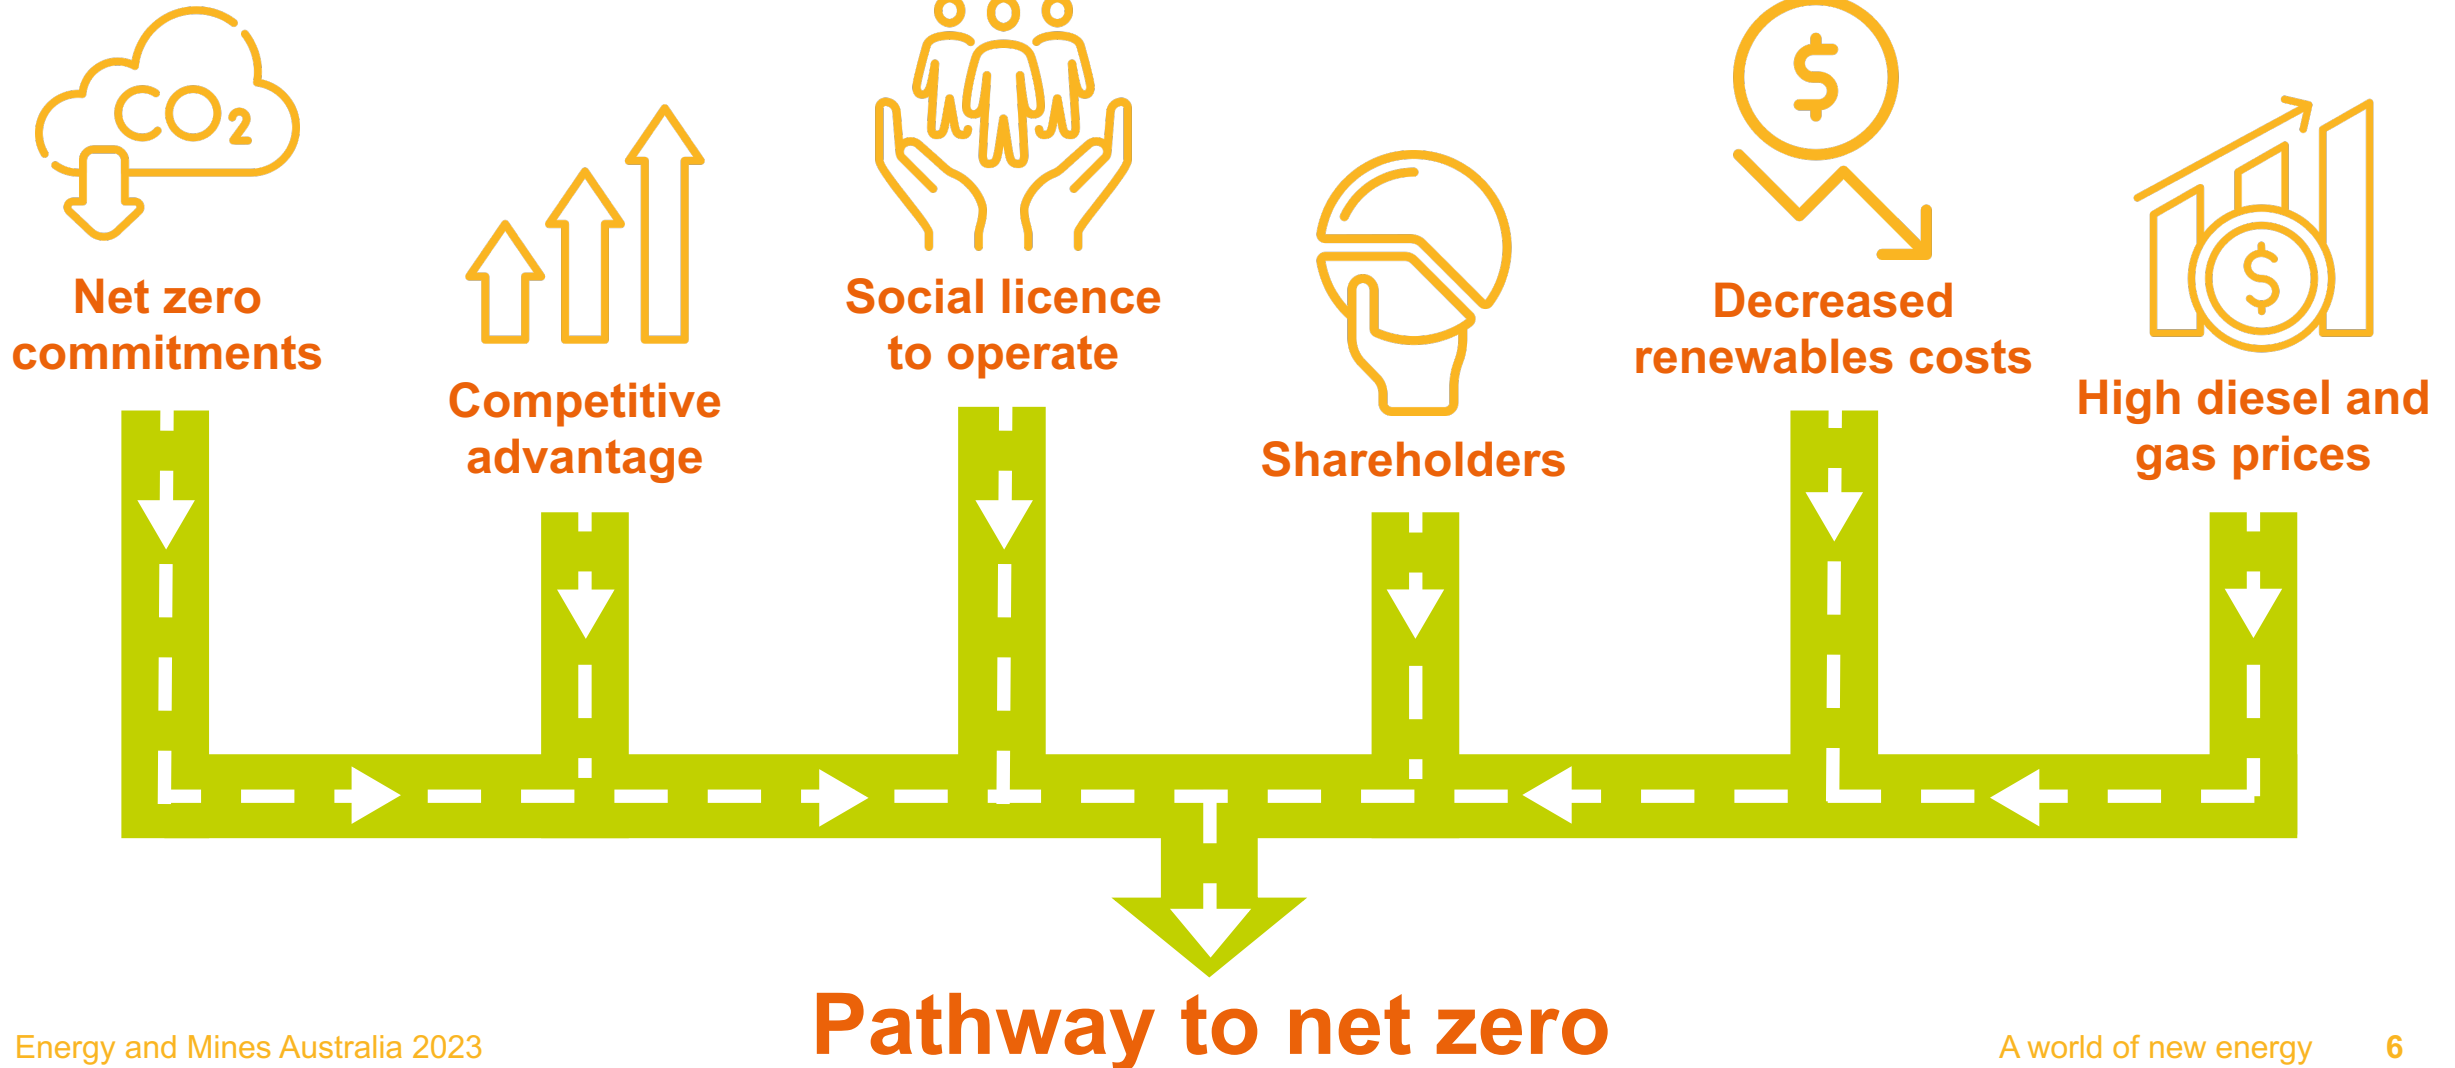 CO2
Net zero
commitments
Competitive
advantage
Social licence
to operate
Shareholders
$
Decreased
renewables costs
$
High diesel and
gas prices
Pathway to net zero
Energy and Mines Australia 2023
A world of new energy 6